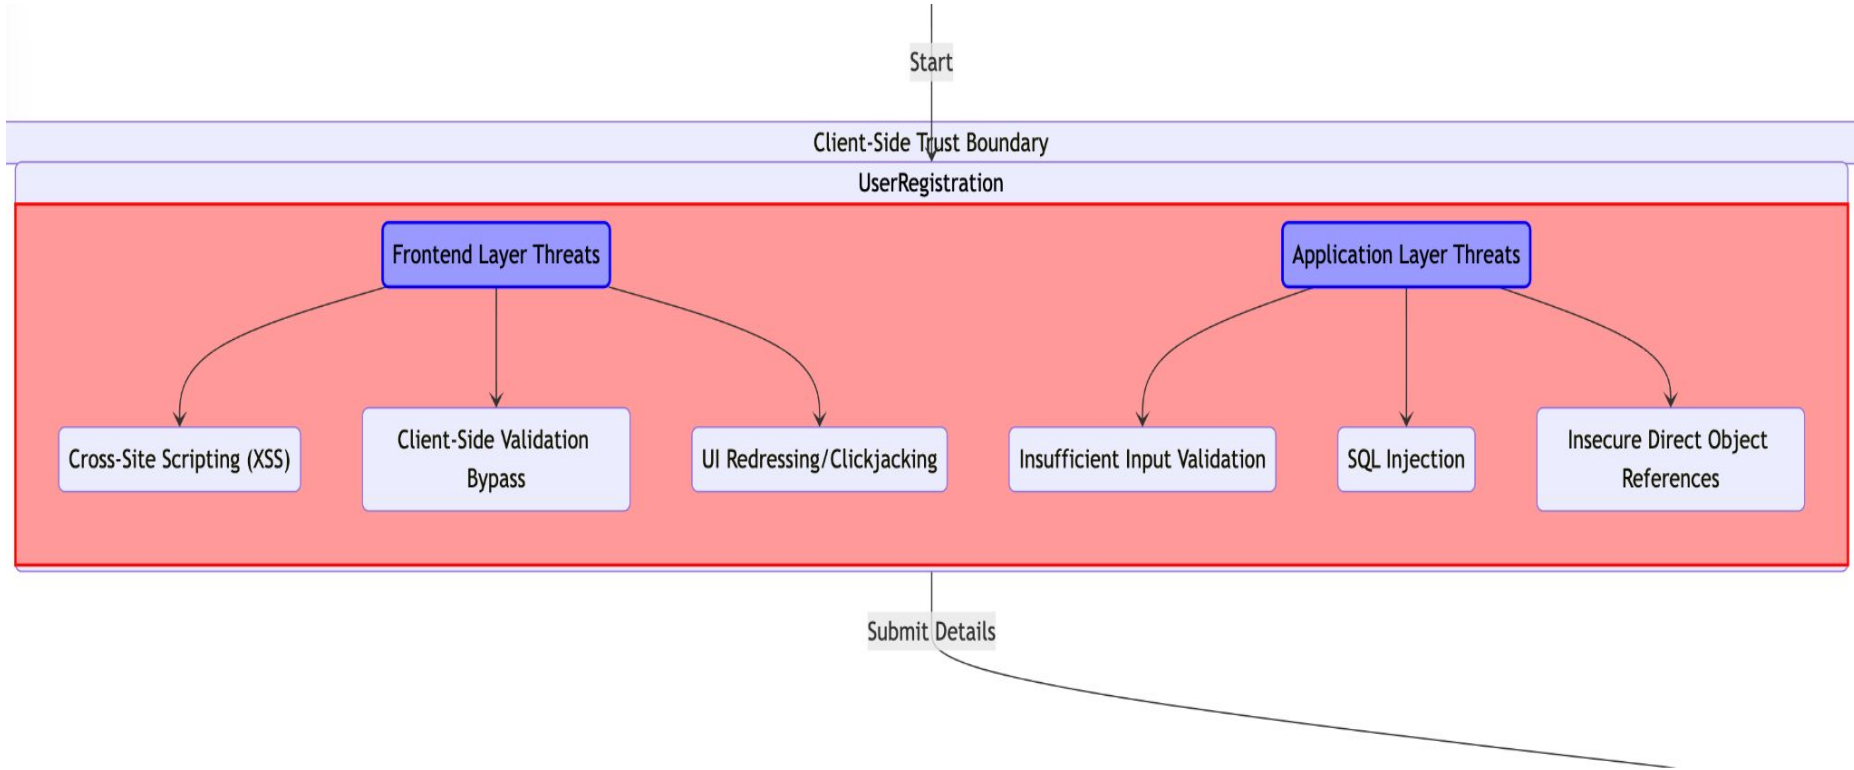 Start
Client-Side Trust Boundary
UserRegistration
Frontend Layer Threats
Application Layer Threats
Cross-Site Scripting (XSS)
Client-Side Validation
Bypass
UI Redressing/Clickjacking
Insufficient Input Validation
SQL Injection
Insecure Direct Object
References
Submit Details